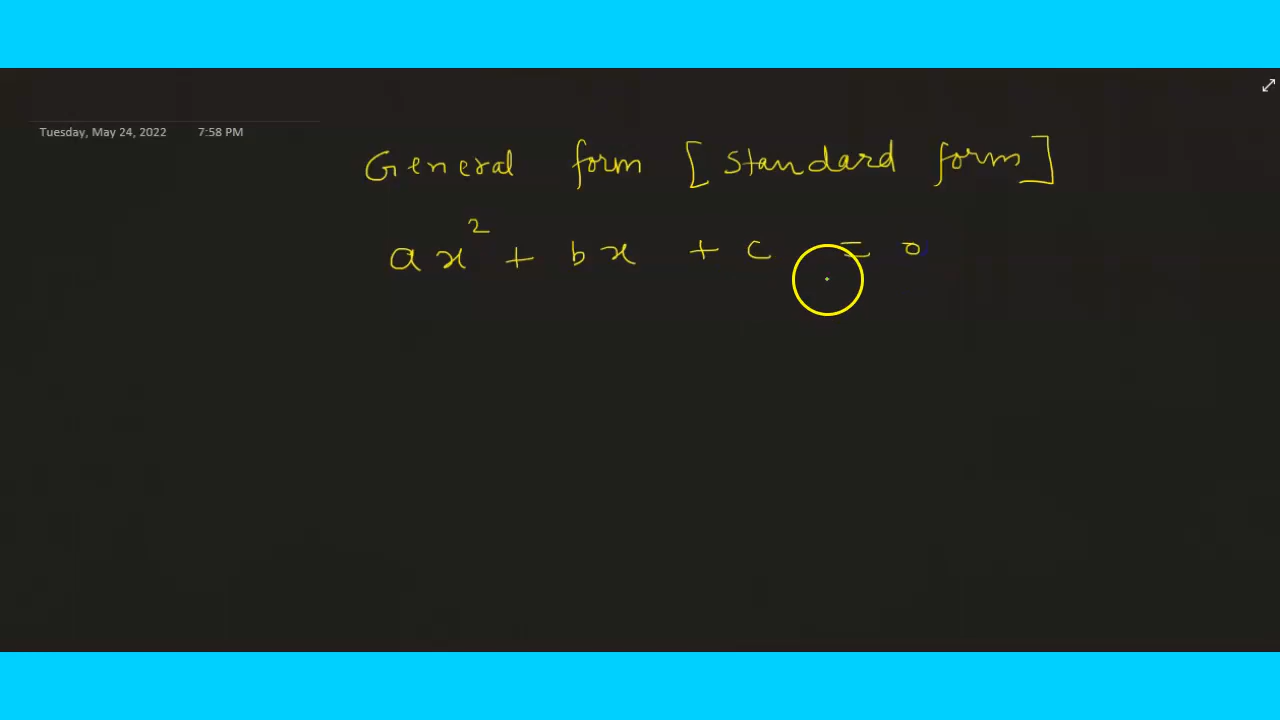 Tuesday, May 24, 2022 7:58 PM
General form [Standard form]
ax² + bx + c = 0